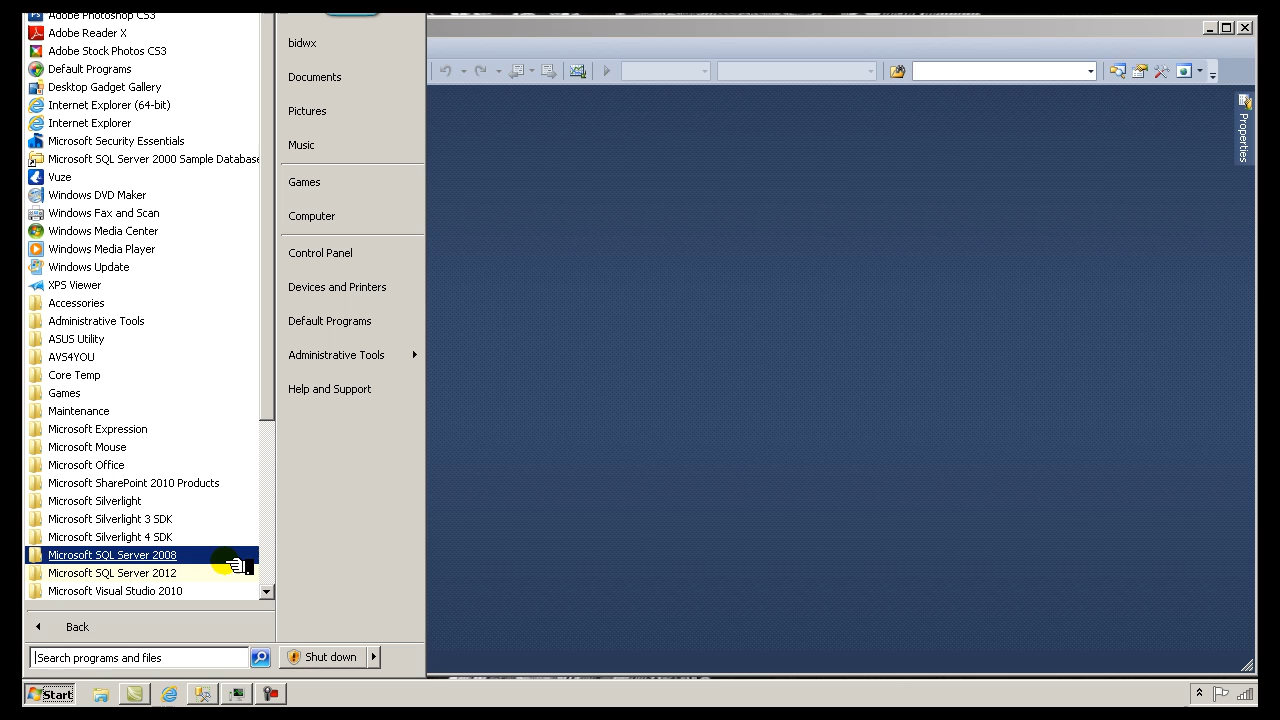 Adobe Photoshop CS3
Adobe Reader X
Adobe Stock Photos CS3
Default Programs
Desktop Gadget Gallery
Internet Explorer (64-bit)
Internet Explorer
Microsoft Security Essentials
Microsoft SQL Server 2000 Sample Database
Vuze
Windows DVD Maker
Windows Fax and Scan
Windows Media Center
Windows Media Player
Windows Update
XPS Viewer
Accessories
Administrative Tools
ASUS Utility
AVS4YOU
Core Temp
Games
Maintenance
Microsoft Expression
Microsoft Mouse
Microsoft Office
Microsoft SharePoint 2010 Products
Microsoft Silverlight
Microsoft Silverlight 3 SDK
Microsoft Silverlight 4 SDK
Microsoft SQL Server 2008
Microsoft SQL Server 2012
Microsoft Visual Studio 2010
Back
Search programs and files
bidwx
Documents
Pictures
Music
Games
Computer
Control Panel
Devices and Printers
Default Programs
Administrative Tools
Help and Support
Shut down
Properties
Start